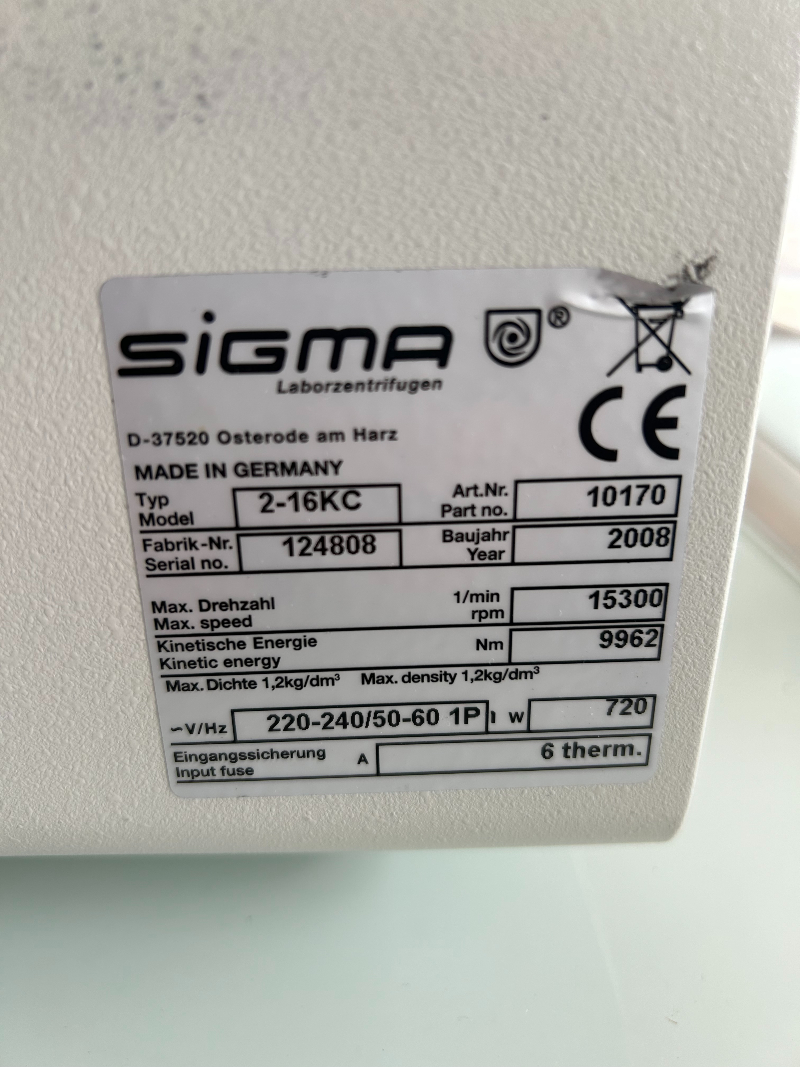 SiGMA ®
Laborzentrifugen
CE
D-37520 Osterode am Harz
MADE IN GERMANY
Typ Art.Nr.
Model 2-16KC Part no. 10170
Fabrik-Nr. Baujahr
Serial no. 124808 Year 2008
Max. Drehzahl 1/min
Max. speed rpm 15300
Kinetische Energie
Kinetic energy Nm 9962
Max. Dichte 1,2kg/dm³ Max. density 1,2kg/dm³
~V/Hz 220-240/50-60 1P W 720
Eingangssicherung
Input fuse A 6 therm.